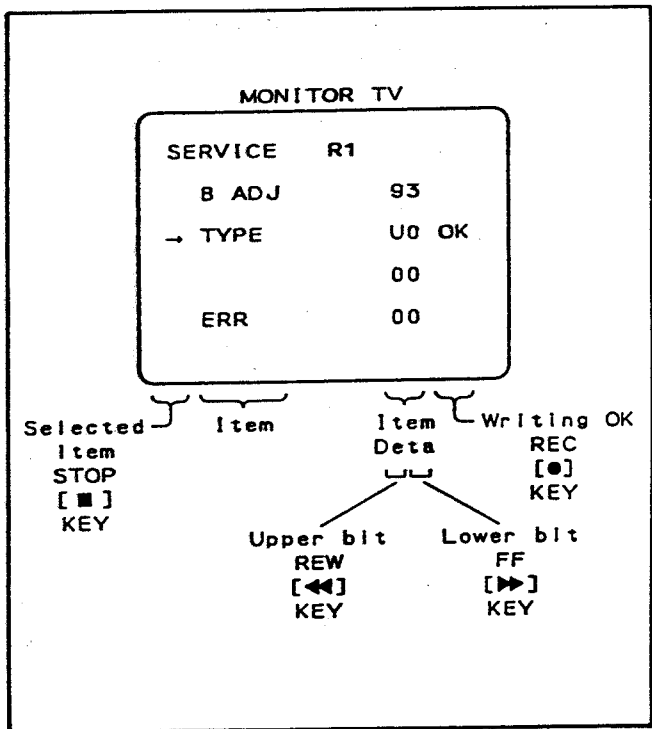 MONITOR TV
SERVICE R1
B ADJ 93
→ TYPE U0 OK
00
ERR 00
Selected Item
STOP
[■]
KEY
Item
Item
Deta
Writing OK
REC
[●]
KEY
Upper bit
REW
[◀◀]
KEY
Lower bit
FF
[▶▶]
KEY